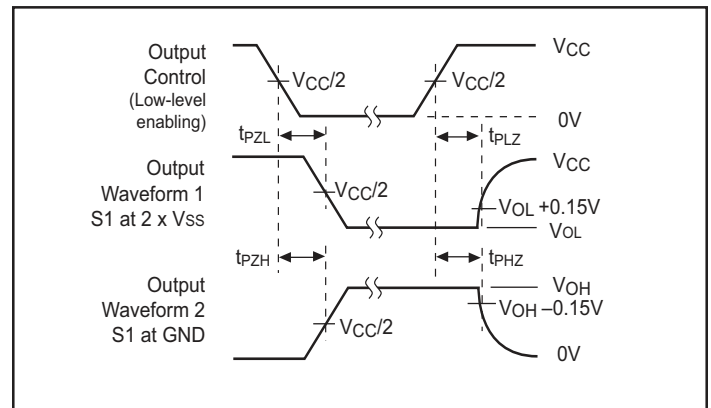 Output
Control
(Low-level
enabling)
VCC/2
VCC/2
VCC
0V
tPZL
tPLZ
Output
Waveform 1
S1 at 2 x Vss
VCC/2
VCC
VOL +0.15V
VOL
tPZH
tPHZ
Output
Waveform 2
S1 at GND
VCC/2
VOH
VOH –0.15V
0V